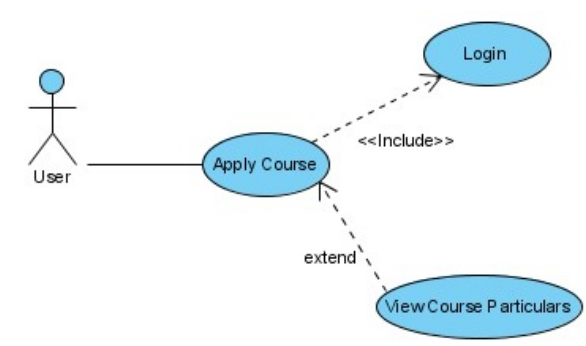 Login
<<Include>>
Apply Course
User
extend
View Course Particulars